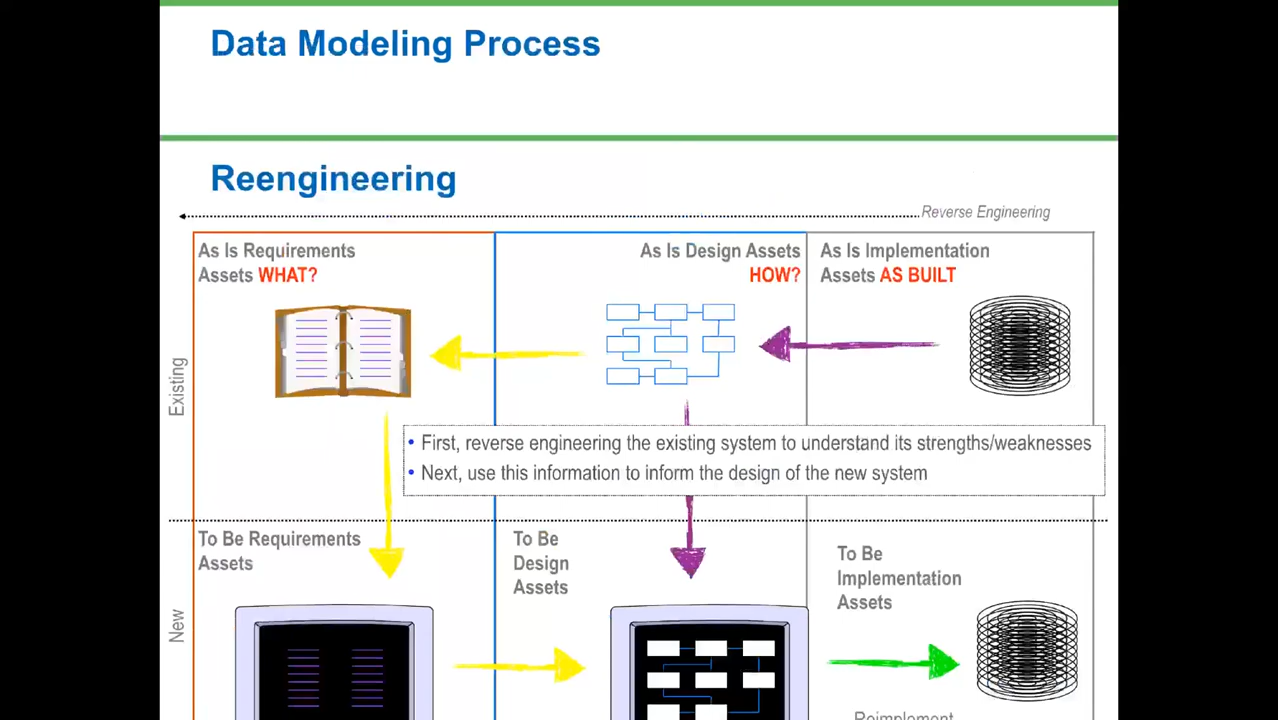 Data Modeling Process
Reengineering
Reverse Engineering
As Is Requirements
Assets WHAT?
As Is Design Assets
HOW?
As Is Implementation
Assets AS BUILT
Existing
• First, reverse engineering the existing system to understand its strengths/weaknesses
• Next, use this information to inform the design of the new system
To Be Requirements
Assets
To Be
Design
Assets
To Be
Implementation
Assets
New
Reimplement